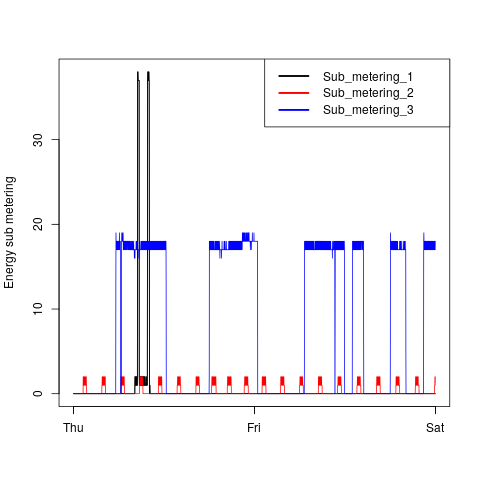 Sub_metering_1
Sub_metering_2
Sub_metering_3
Energy sub metering
30
20
10
0
Thu
Fri
Sat